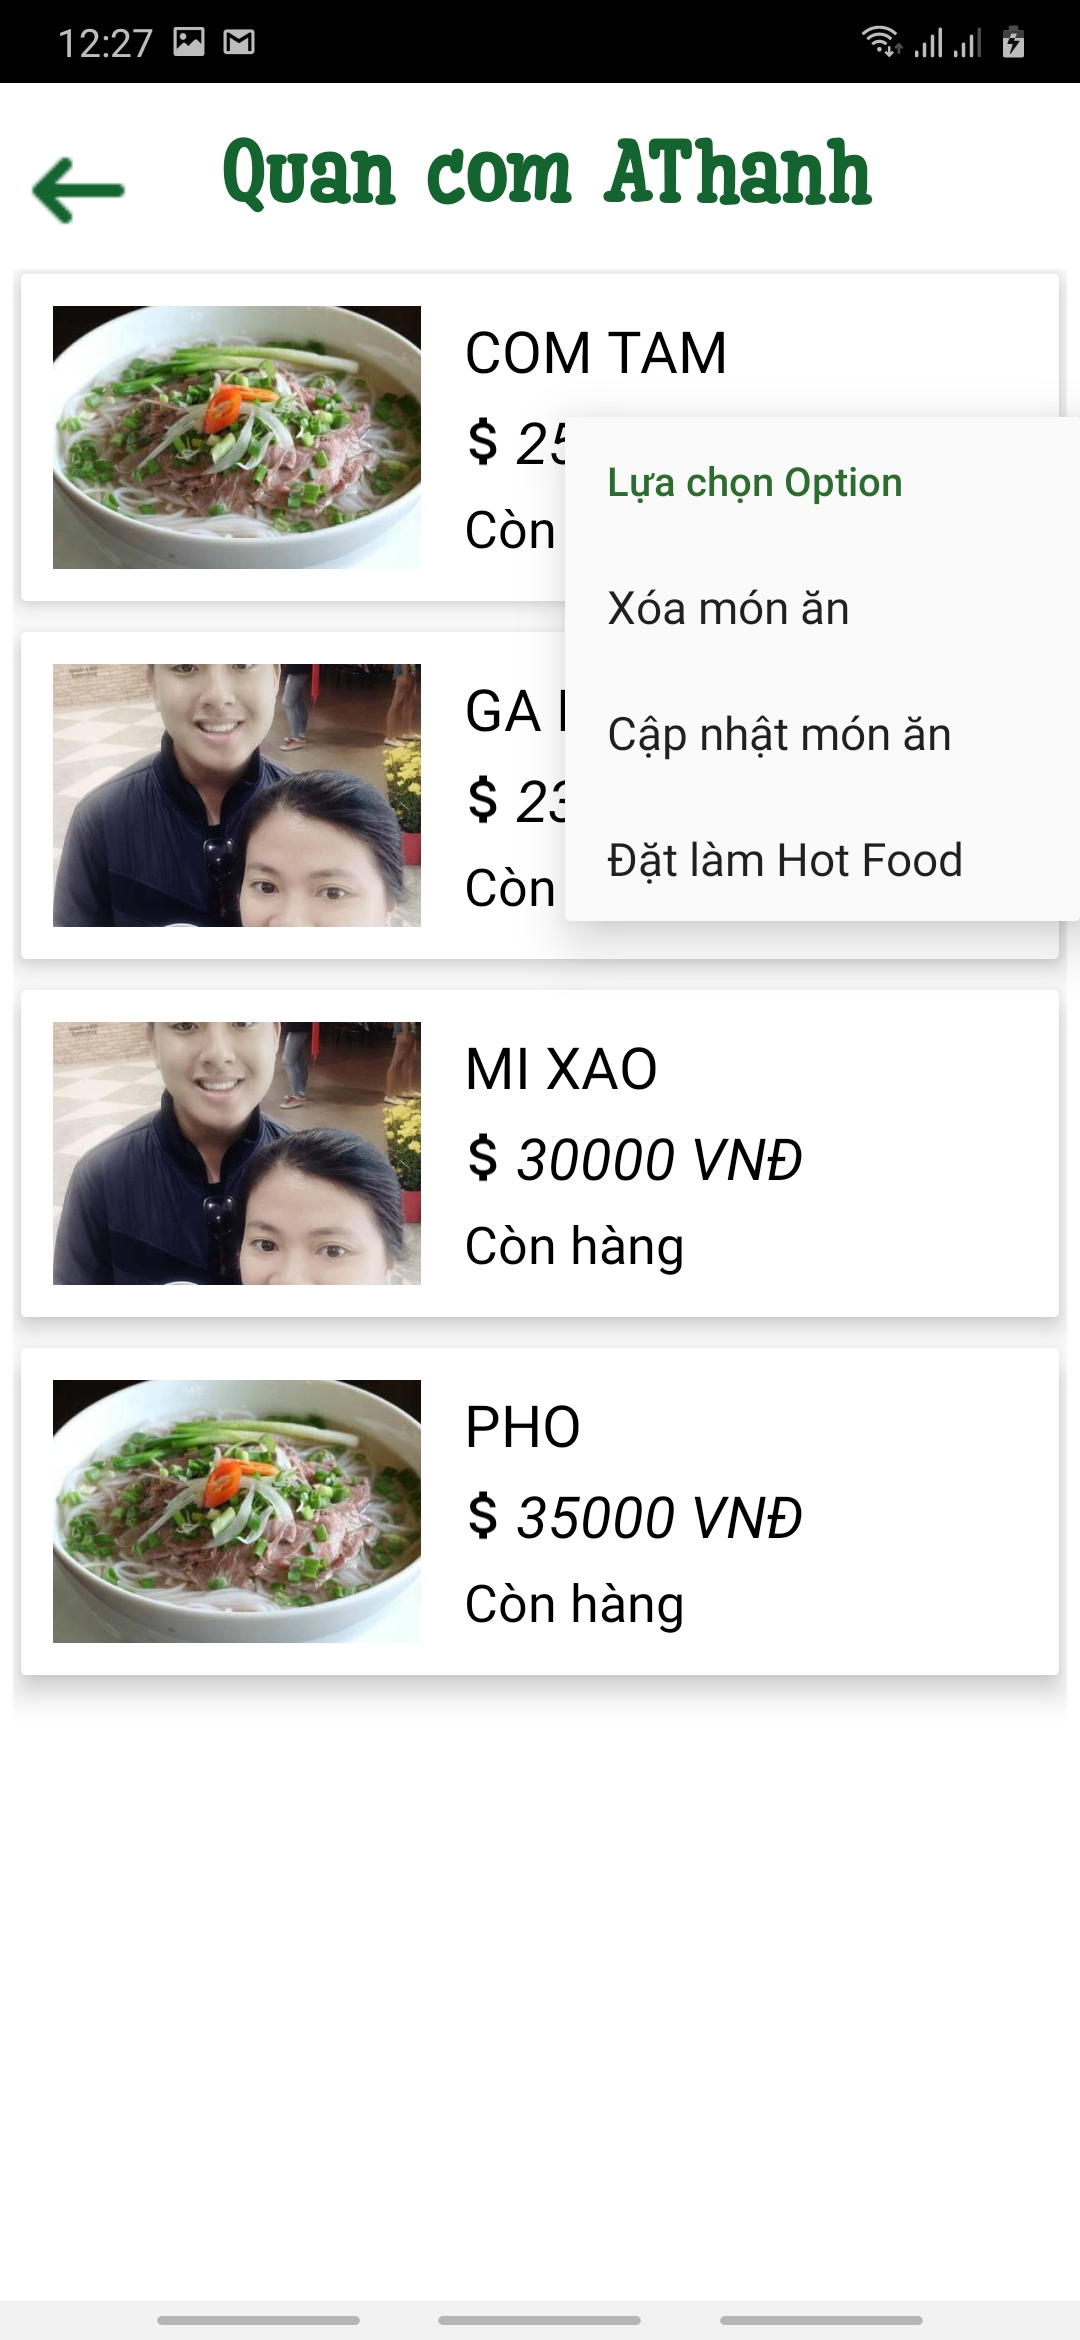 12:27
Quan com AThanh
COM TAM
$ 25
Còn
Lựa chọn Option
Xóa món ăn
Cập nhật món ăn
Đặt làm Hot Food
GA
$ 23
Còn
MI XAO
$ 30000 VNĐ
Còn hàng
PHO
$ 35000 VNĐ
Còn hàng